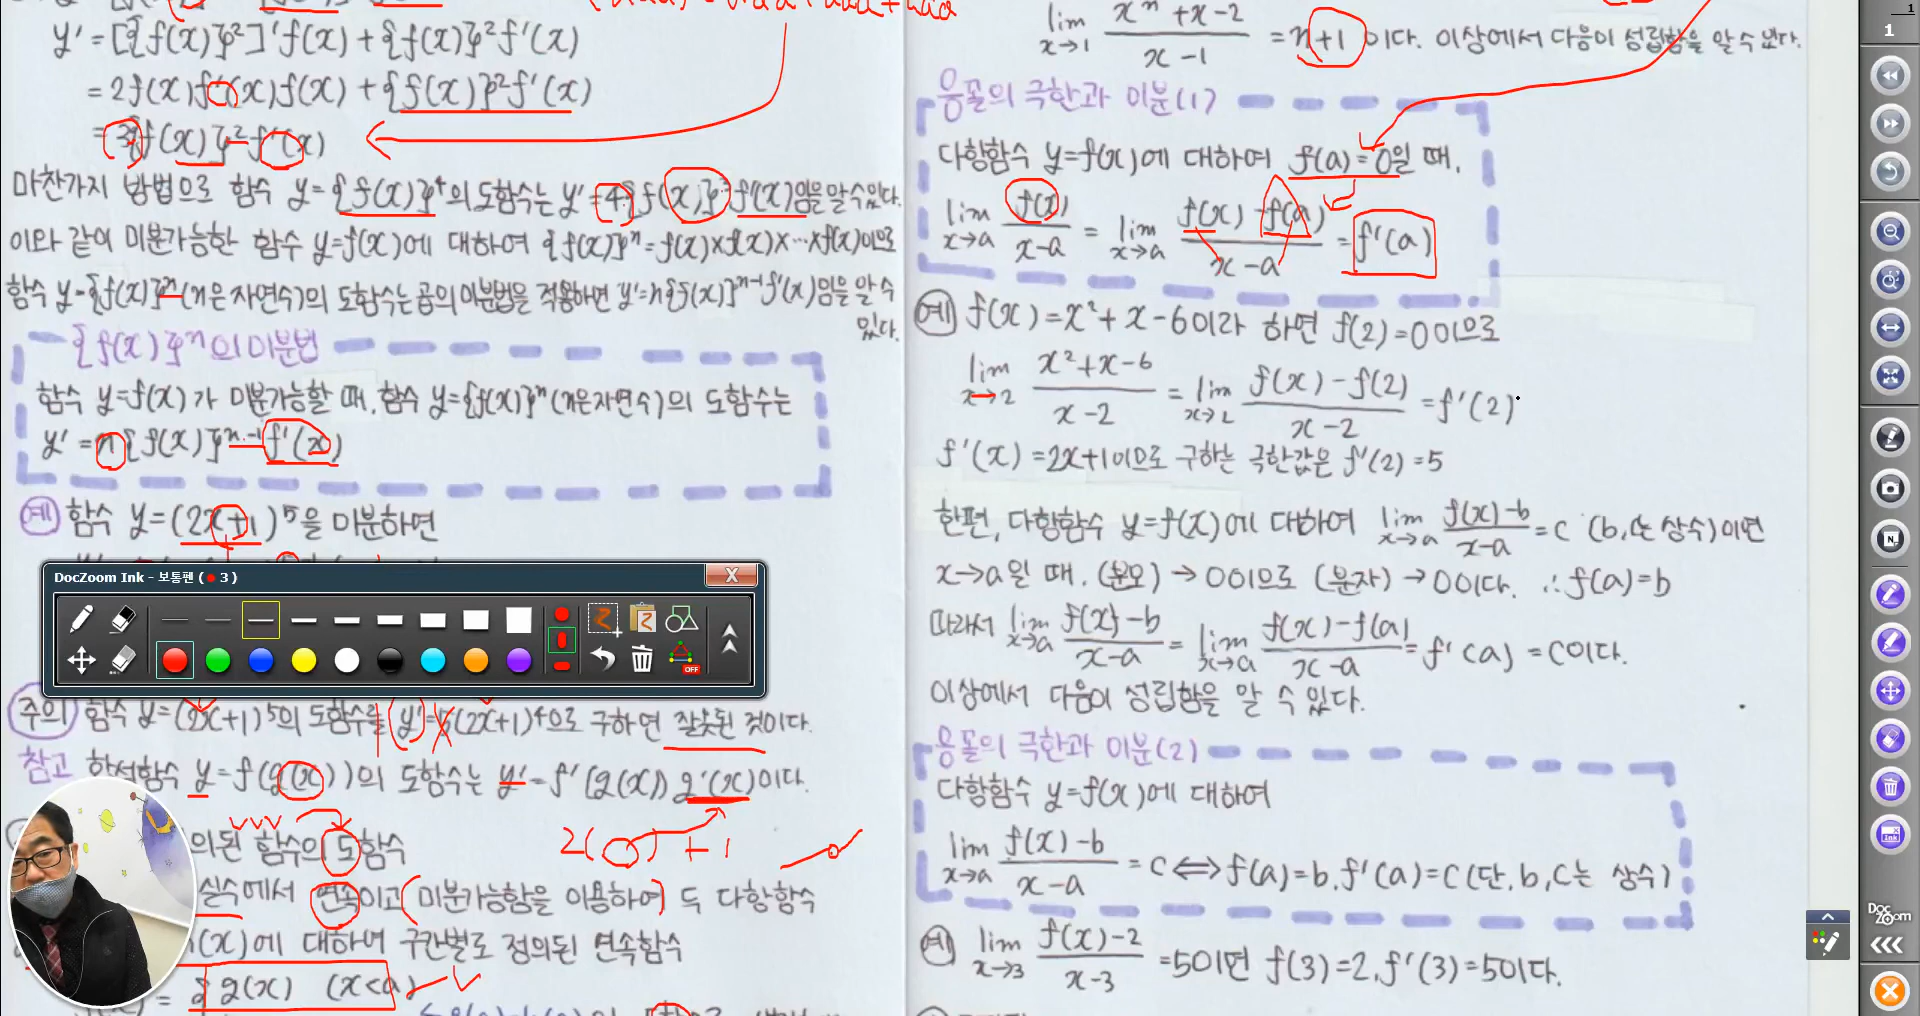 y' = [{f(x)}²]'f(x) + {f(x)}²f'(x)
= 2f(x)f'(x)f(x) + {f(x)}²f'(x)
= 3{f(x)}²f'(x)
마찬가지 방법으로 함수 y={f(x)}⁴의 도함수는 y'=4{f(x)}³f'(x)임을 알 수 있다.
이와 같이 미분가능한 함수 y=f(x)에 대하여 {f(x)}ⁿ=f(x)×f(x)×…×f(x)이므로
함수 y={f(x)}ⁿ(n은 자연수)의 도함수는 곱의 미분법을 적용하면 y'=n{f(x)}ⁿ⁻¹f'(x)임을 알 수
있다.
{f(x)}ⁿ의 미분법
함수 y=f(x)가 미분가능할 때, 함수 y={f(x)}ⁿ(n은 자연수)의 도함수는
y' = n{f(x)}ⁿ⁻¹f'(x)
예 함수 y=(2x+1)⁵을 미분하면
DocZoom Ink - 보통펜 ( 3 )
OFF
주의 함수 y=(2x+1)⁵의 도함수를 y'=5(2x+1)⁴으로 구하면 잘못된 것이다.
참고 합성함수 y=f(g(x))의 도함수는 y'=f'(g(x))g'(x)이다.
의된 함수의 도함수
2( ) + 1
실수에서 연속이고(미분가능함을 이용하여) 두 다항함수
(x)에 대하여 구간별로 정의된 연속함수
= { g(x) (x<a)
lim x→1 (xⁿ+x-2)/(x-1) = n+1이다. 이상에서 다음이 성립함을 알 수 있다.
응꼴의 극한과 미분(1)
다항함수 y=f(x)에 대하여 f(a)=0일 때,
lim x→a f(x)/(x-a) = lim x→a (f(x)-f(a))/(x-a) = f'(a)
예 f(x)=x²+x-6이라 하면 f(2)=0이므로
lim x→2 (x²+x-6)/(x-2) = lim x→2 (f(x)-f(2))/(x-2) = f'(2)
f'(x)=2x+1이므로 구하는 극한값은 f'(2)=5
한편, 다항함수 y=f(x)에 대하여 lim x→a (f(x)-b)/(x-a) = c (b, c는 상수)이면
x→a일 때, (분모)→0이므로 (분자)→0이다. ∴f(a)=b
따라서 lim x→a (f(x)-b)/(x-a) = lim x→a (f(x)-f(a))/(x-a) = f'(a) = c이다.
이상에서 다음이 성립함을 알 수 있다.
응꼴의 극한과 미분(2)
다항함수 y=f(x)에 대하여
lim x→a (f(x)-b)/(x-a) = c ⟺ f(a)=b, f'(a)=c (단, b, c는 상수)
예 lim x→3 (f(x)-2)/(x-3) = 5이면 f(3)=2, f'(3)=5이다.
1
1
Doc Zoom